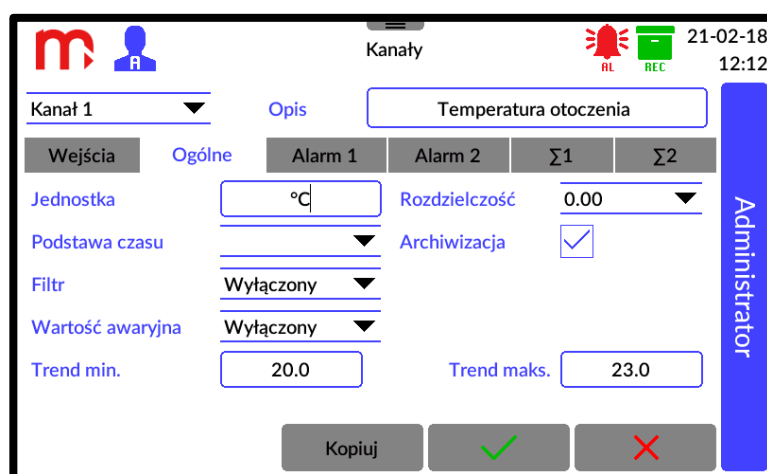 m A Kanały AL REC 21-02-18
12:12
Kanał 1 Opis Temperatura otoczenia
Wejścia Ogólne Alarm 1 Alarm 2 ∑1 ∑2
Jednostka °C Rozdzielczość 0.00
Podstawa czasu Archiwizacja
Filtr Wyłączony
Wartość awaryjna Wyłączony
Trend min. 20.0 Trend maks. 23.0
Kopiuj
Administrator